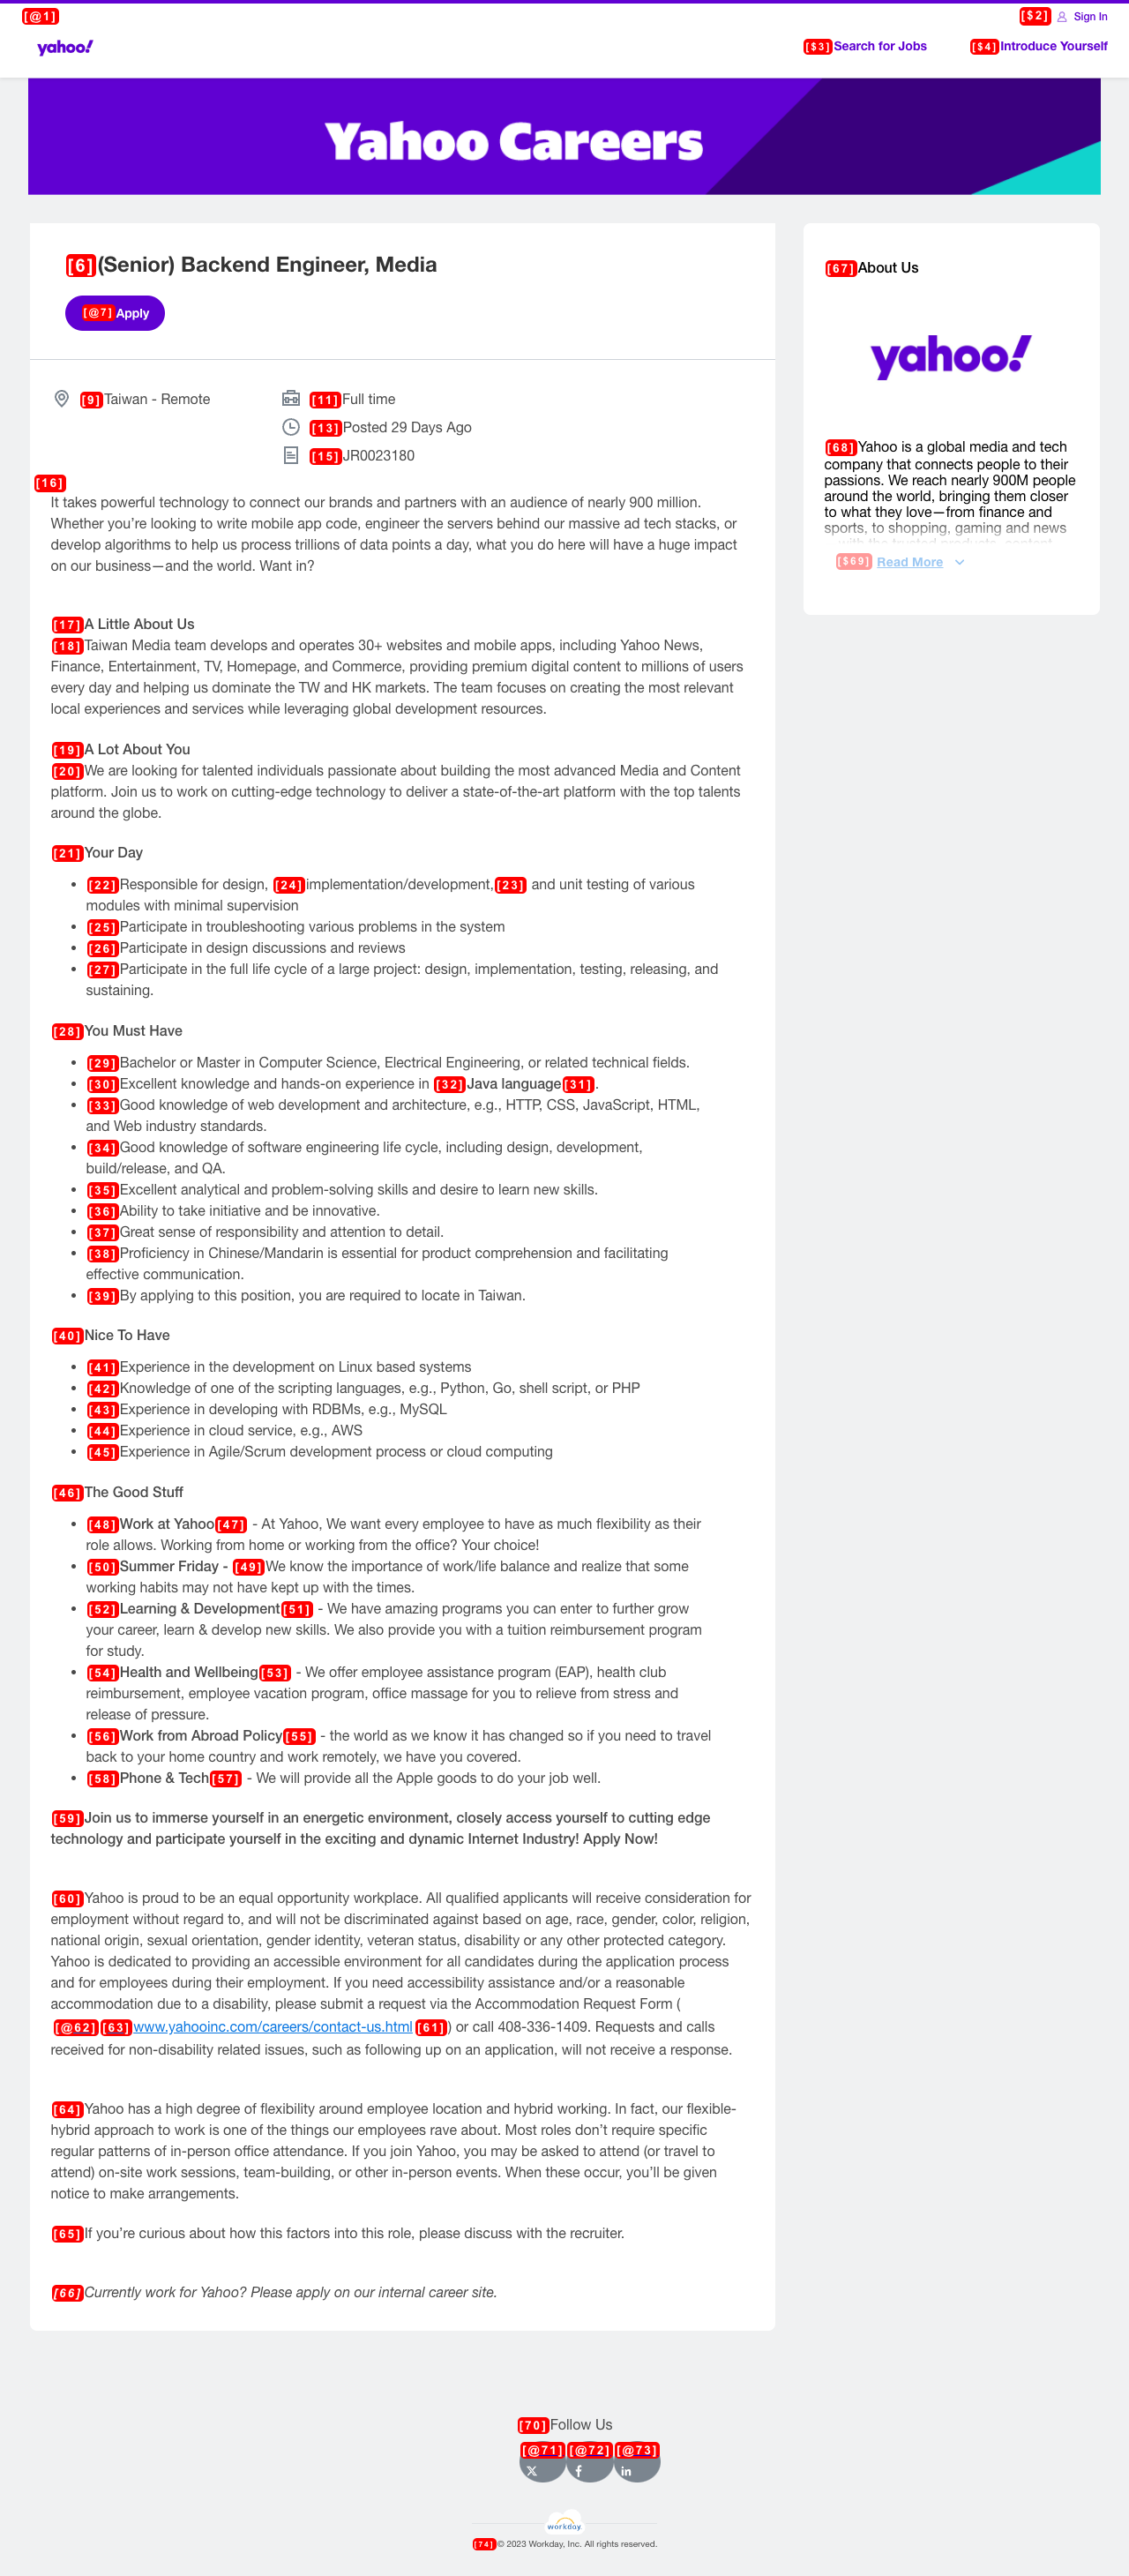 [@1]
[$2] Sign In
yahoo!
[$3]Search for Jobs
[$4]Introduce Yourself
Yahoo Careers
[6](Senior) Backend Engineer, Media
[@7]Apply
[9]Taiwan - Remote
[11]Full time
[13]Posted 29 Days Ago
[15]JR0023180
[16]
It takes powerful technology to connect our brands and partners with an audience of nearly 900 million.
Whether you’re looking to write mobile app code, engineer the servers behind our massive ad tech stacks, or
develop algorithms to help us process trillions of data points a day, what you do here will have a huge impact
on our business—and the world. Want in?
[17]A Little About Us
[18]Taiwan Media team develops and operates 30+ websites and mobile apps, including Yahoo News,
Finance, Entertainment, TV, Homepage, and Commerce, providing premium digital content to millions of users
every day and helping us dominate the TW and HK markets. The team focuses on creating the most relevant
local experiences and services while leveraging global development resources.
[19]A Lot About You
[20]We are looking for talented individuals passionate about building the most advanced Media and Content
platform. Join us to work on cutting-edge technology to deliver a state-of-the-art platform with the top talents
around the globe.
[21]Your Day
• [22]Responsible for design, [24]implementation/development,[23] and unit testing of various
modules with minimal supervision
• [25]Participate in troubleshooting various problems in the system
• [26]Participate in design discussions and reviews
• [27]Participate in the full life cycle of a large project: design, implementation, testing, releasing, and
sustaining.
[28]You Must Have
• [29]Bachelor or Master in Computer Science, Electrical Engineering, or related technical fields.
• [30]Excellent knowledge and hands-on experience in [32]Java language[31].
• [33]Good knowledge of web development and architecture, e.g., HTTP, CSS, JavaScript, HTML,
and Web industry standards.
• [34]Good knowledge of software engineering life cycle, including design, development,
build/release, and QA.
• [35]Excellent analytical and problem-solving skills and desire to learn new skills.
• [36]Ability to take initiative and be innovative.
• [37]Great sense of responsibility and attention to detail.
• [38]Proficiency in Chinese/Mandarin is essential for product comprehension and facilitating
effective communication.
• [39]By applying to this position, you are required to locate in Taiwan.
[40]Nice To Have
• [41]Experience in the development on Linux based systems
• [42]Knowledge of one of the scripting languages, e.g., Python, Go, shell script, or PHP
• [43]Experience in developing with RDBMs, e.g., MySQL
• [44]Experience in cloud service, e.g., AWS
• [45]Experience in Agile/Scrum development process or cloud computing
[46]The Good Stuff
• [48]Work at Yahoo[47] - At Yahoo, We want every employee to have as much flexibility as their
role allows. Working from home or working from the office? Your choice!
• [50]Summer Friday - [49]We know the importance of work/life balance and realize that some
working habits may not have kept up with the times.
• [52]Learning & Development[51] - We have amazing programs you can enter to further grow
your career, learn & develop new skills. We also provide you with a tuition reimbursement program
for study.
• [54]Health and Wellbeing[53] - We offer employee assistance program (EAP), health club
reimbursement, employee vacation program, office massage for you to relieve from stress and
release of pressure.
• [56]Work from Abroad Policy[55] - the world as we know it has changed so if you need to travel
back to your home country and work remotely, we have you covered.
• [58]Phone & Tech[57] - We will provide all the Apple goods to do your job well.
[59]Join us to immerse yourself in an energetic environment, closely access yourself to cutting edge
technology and participate yourself in the exciting and dynamic Internet Industry! Apply Now!
[60]Yahoo is proud to be an equal opportunity workplace. All qualified applicants will receive consideration for
employment without regard to, and will not be discriminated against based on age, race, gender, color, religion,
national origin, sexual orientation, gender identity, veteran status, disability or any other protected category.
Yahoo is dedicated to providing an accessible environment for all candidates during the application process
and for employees during their employment. If you need accessibility assistance and/or a reasonable
accommodation due to a disability, please submit a request via the Accommodation Request Form (
[@62][63]www.yahooinc.com/careers/contact-us.html[61]) or call 408-336-1409. Requests and calls
received for non-disability related issues, such as following up on an application, will not receive a response.
[64]Yahoo has a high degree of flexibility around employee location and hybrid working. In fact, our flexible-
hybrid approach to work is one of the things our employees rave about. Most roles don’t require specific
regular patterns of in-person office attendance. If you join Yahoo, you may be asked to attend (or travel to
attend) on-site work sessions, team-building, or other in-person events. When these occur, you’ll be given
notice to make arrangements.
[65]If you’re curious about how this factors into this role, please discuss with the recruiter.
[66]Currently work for Yahoo? Please apply on our internal career site.
[67]About Us
yahoo!
[68]Yahoo is a global media and tech
company that connects people to their
passions. We reach nearly 900M people
around the world, bringing them closer
to what they love—from finance and
sports, to shopping, gaming and news
—with the trusted products, content
[$69] Read More
[70]Follow Us
[@71] [@72] [@73]
workday
[74]© 2023 Workday, Inc. All rights reserved.